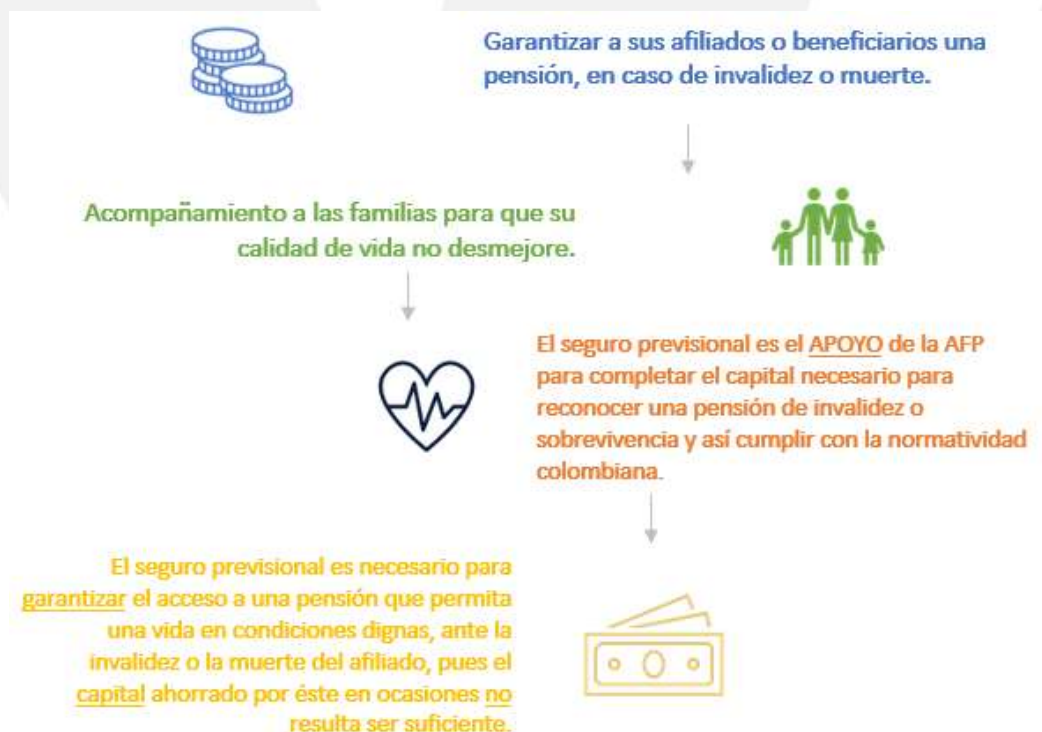 Garantizar a sus afiliados o beneficiarios una
pensión, en caso de invalidez o muerte.
Acompañamiento a las familias para que su
calidad de vida no desmejore.
El seguro previsional es el APOYO de la AFP
para completar el capital necesario para
reconocer una pensión de invalidez o
sobrevivencia y así cumplir con la normatividad
colombiana.
El seguro previsional es necesario para
garantizar el acceso a una pensión que permita
una vida en condiciones dignas, ante la
invalidez o la muerte del afiliado, pues el
capital ahorrado por éste en ocasiones no
resulta ser suficiente.